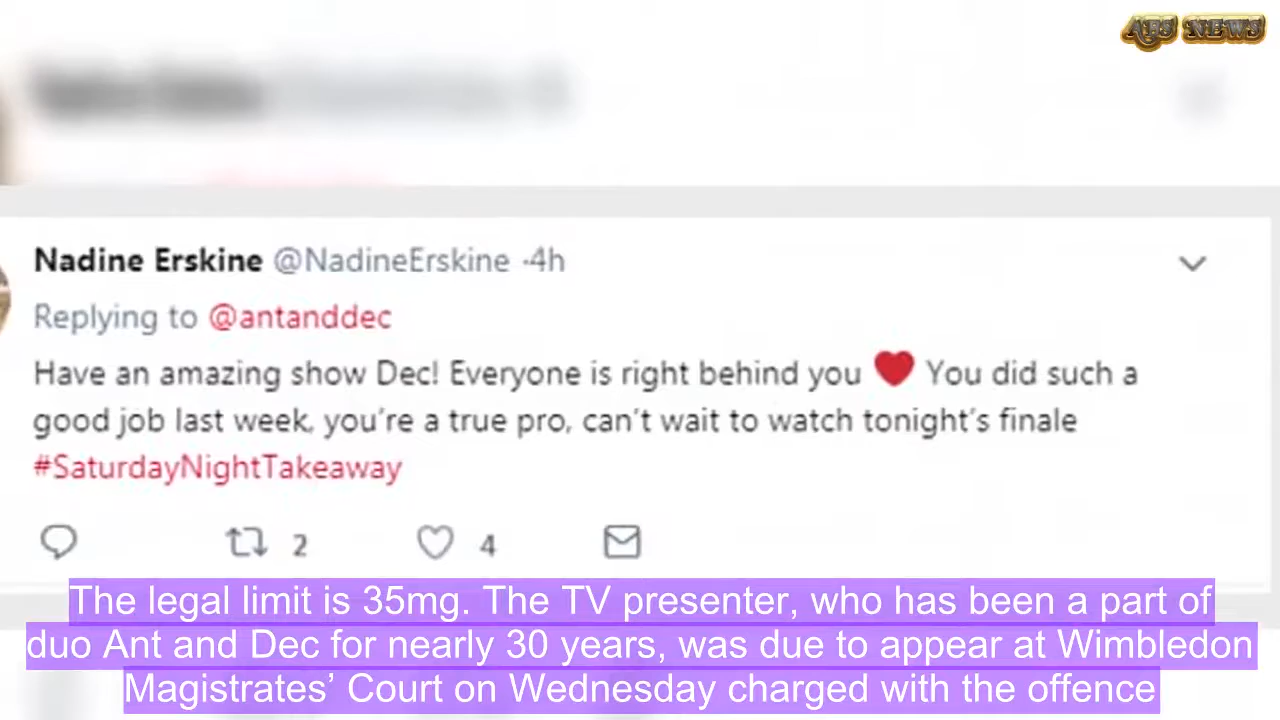 AFS NEWS
Nadine Erskine @NadineErskine ·4h
Replying to @antanddec
Have an amazing show Dec! Everyone is right behind you ❤ You did such a
good job last week, you’re a true pro, can’t wait to watch tonight’s finale
#SaturdayNightTakeaway
2 4
The legal limit is 35mg. The TV presenter, who has been a part of
duo Ant and Dec for nearly 30 years, was due to appear at Wimbledon
Magistrates’ Court on Wednesday charged with the offence